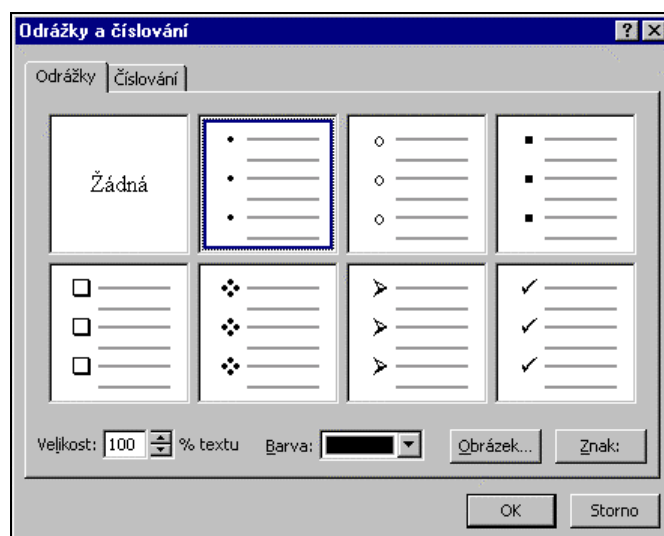 Odrážky a číslování
Odrážky Číslování
Žádná
Velikost: 100 % textu Barva: Obrázek... Znak:
OK Storno